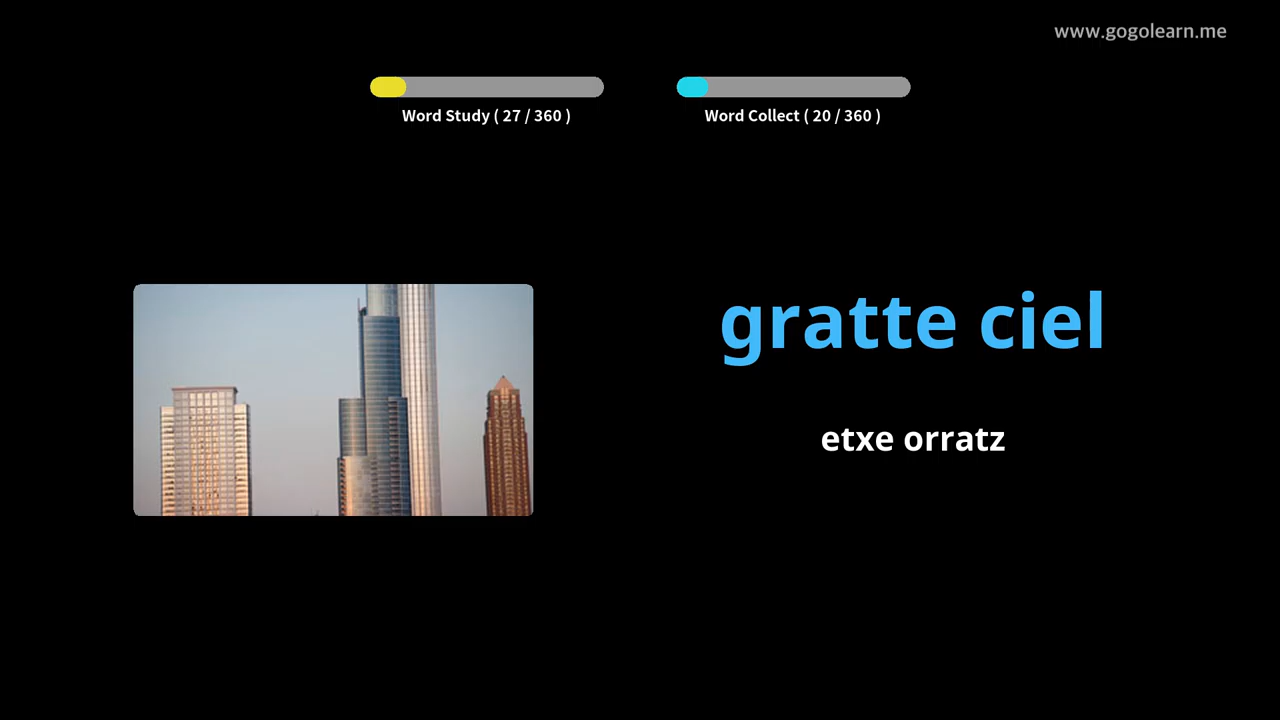 www.gogolearn.me
Word Study ( 27 / 360 )
Word Collect ( 20 / 360 )
gratte ciel
etxe orratz